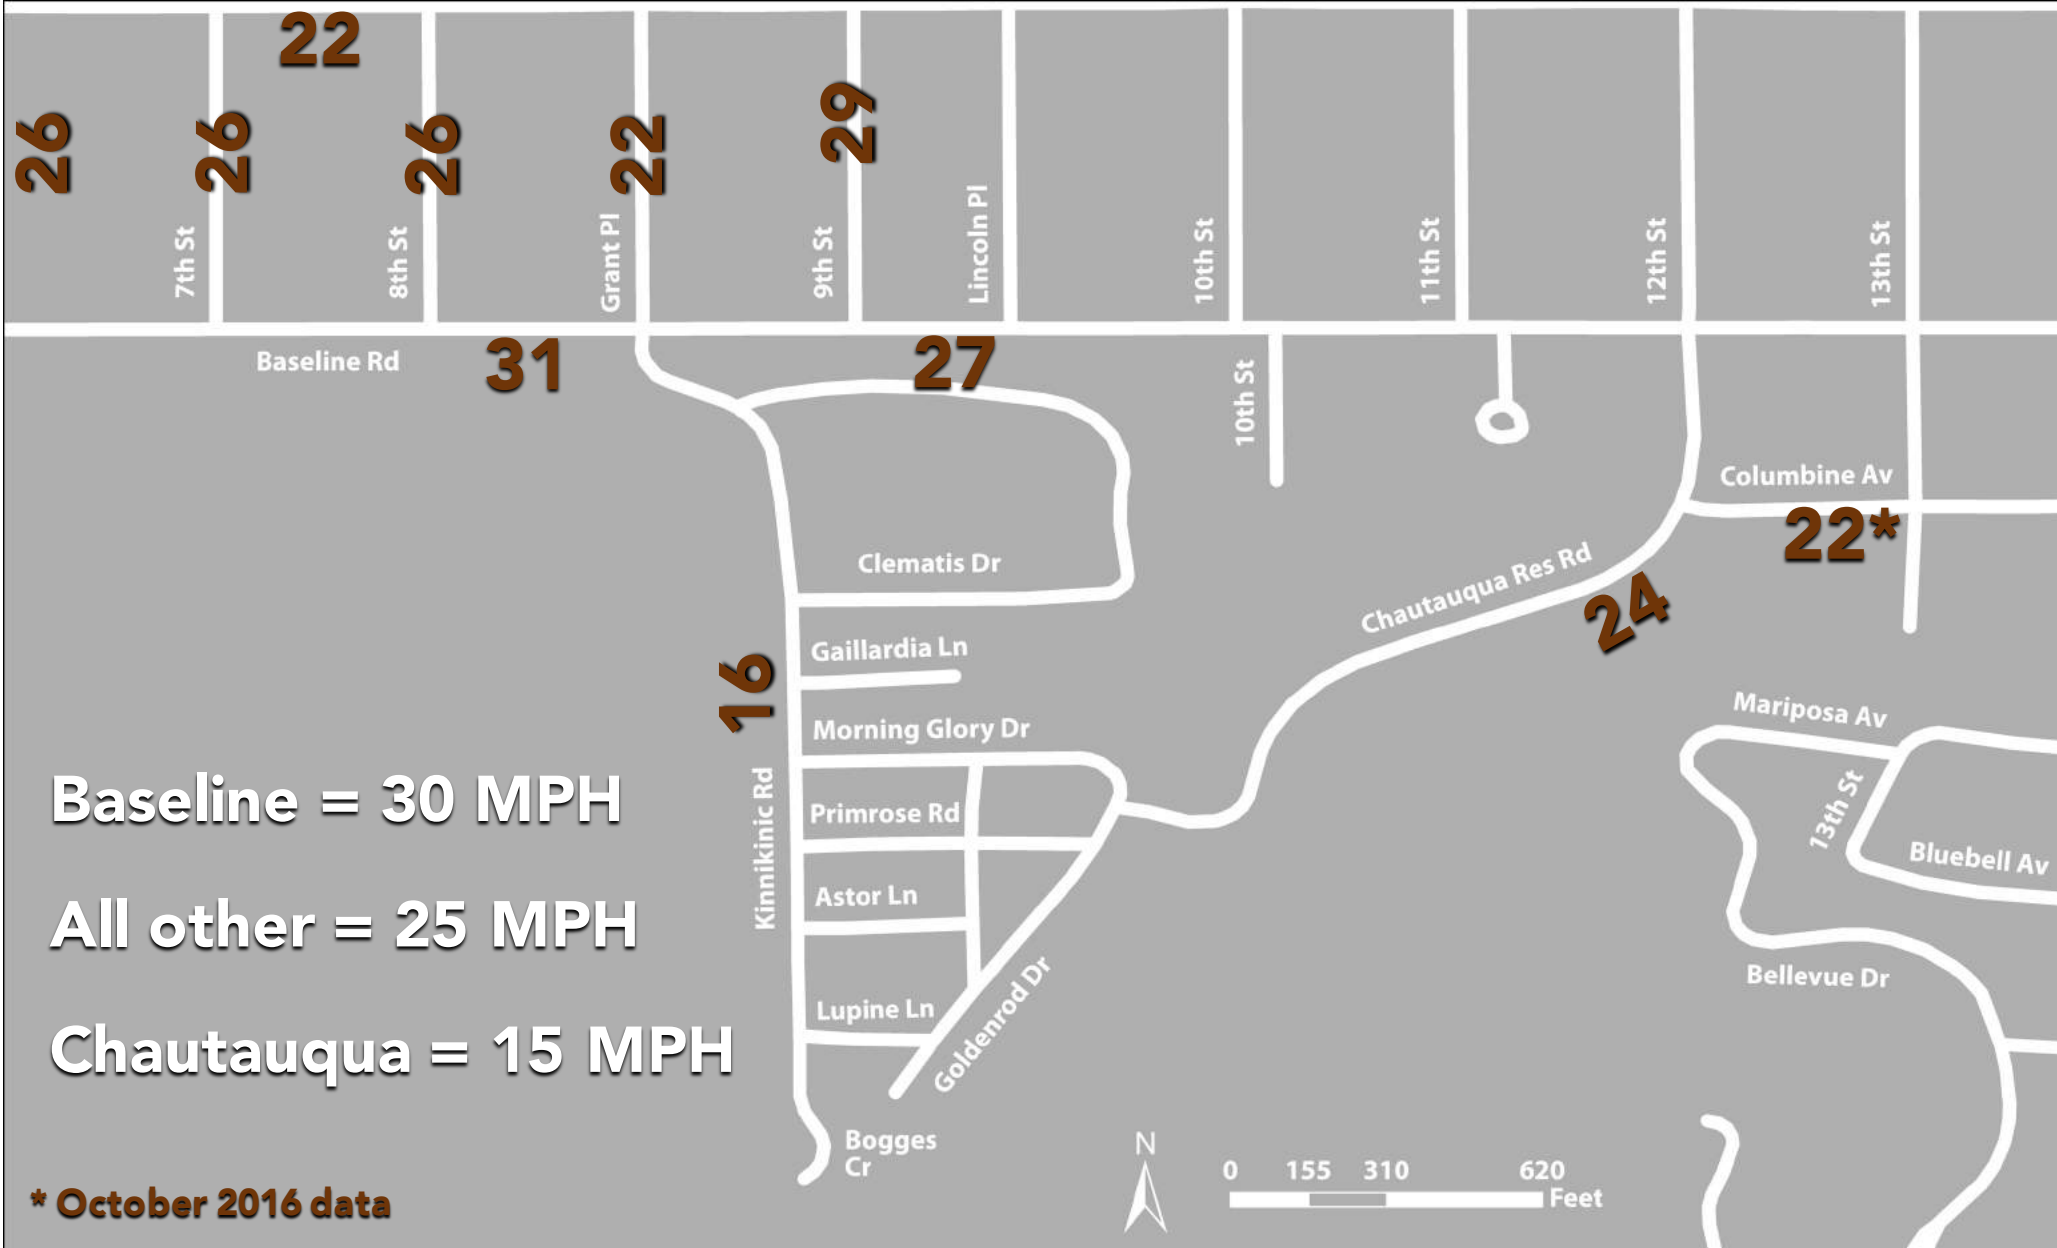 22
26
26
26
22
29
7th St
8th St
Grant Pl
9th St
Lincoln Pl
10th St
11th St
12th St
13th St
Baseline Rd
31
27
10th St
Columbine Av
22*
Clematis Dr
Chautauqua Res Rd
24
Gaillardia Ln
16
Morning Glory Dr
Mariposa Av
13th St
Bluebell Av
Primrose Rd
Kinnikinic Rd
Astor Ln
Bellevue Dr
Lupine Ln
Goldenrod Dr
Bogges
Cr
Baseline = 30 MPH
All other = 25 MPH
Chautauqua = 15 MPH
* October 2016 data
N
0 155 310 620
Feet